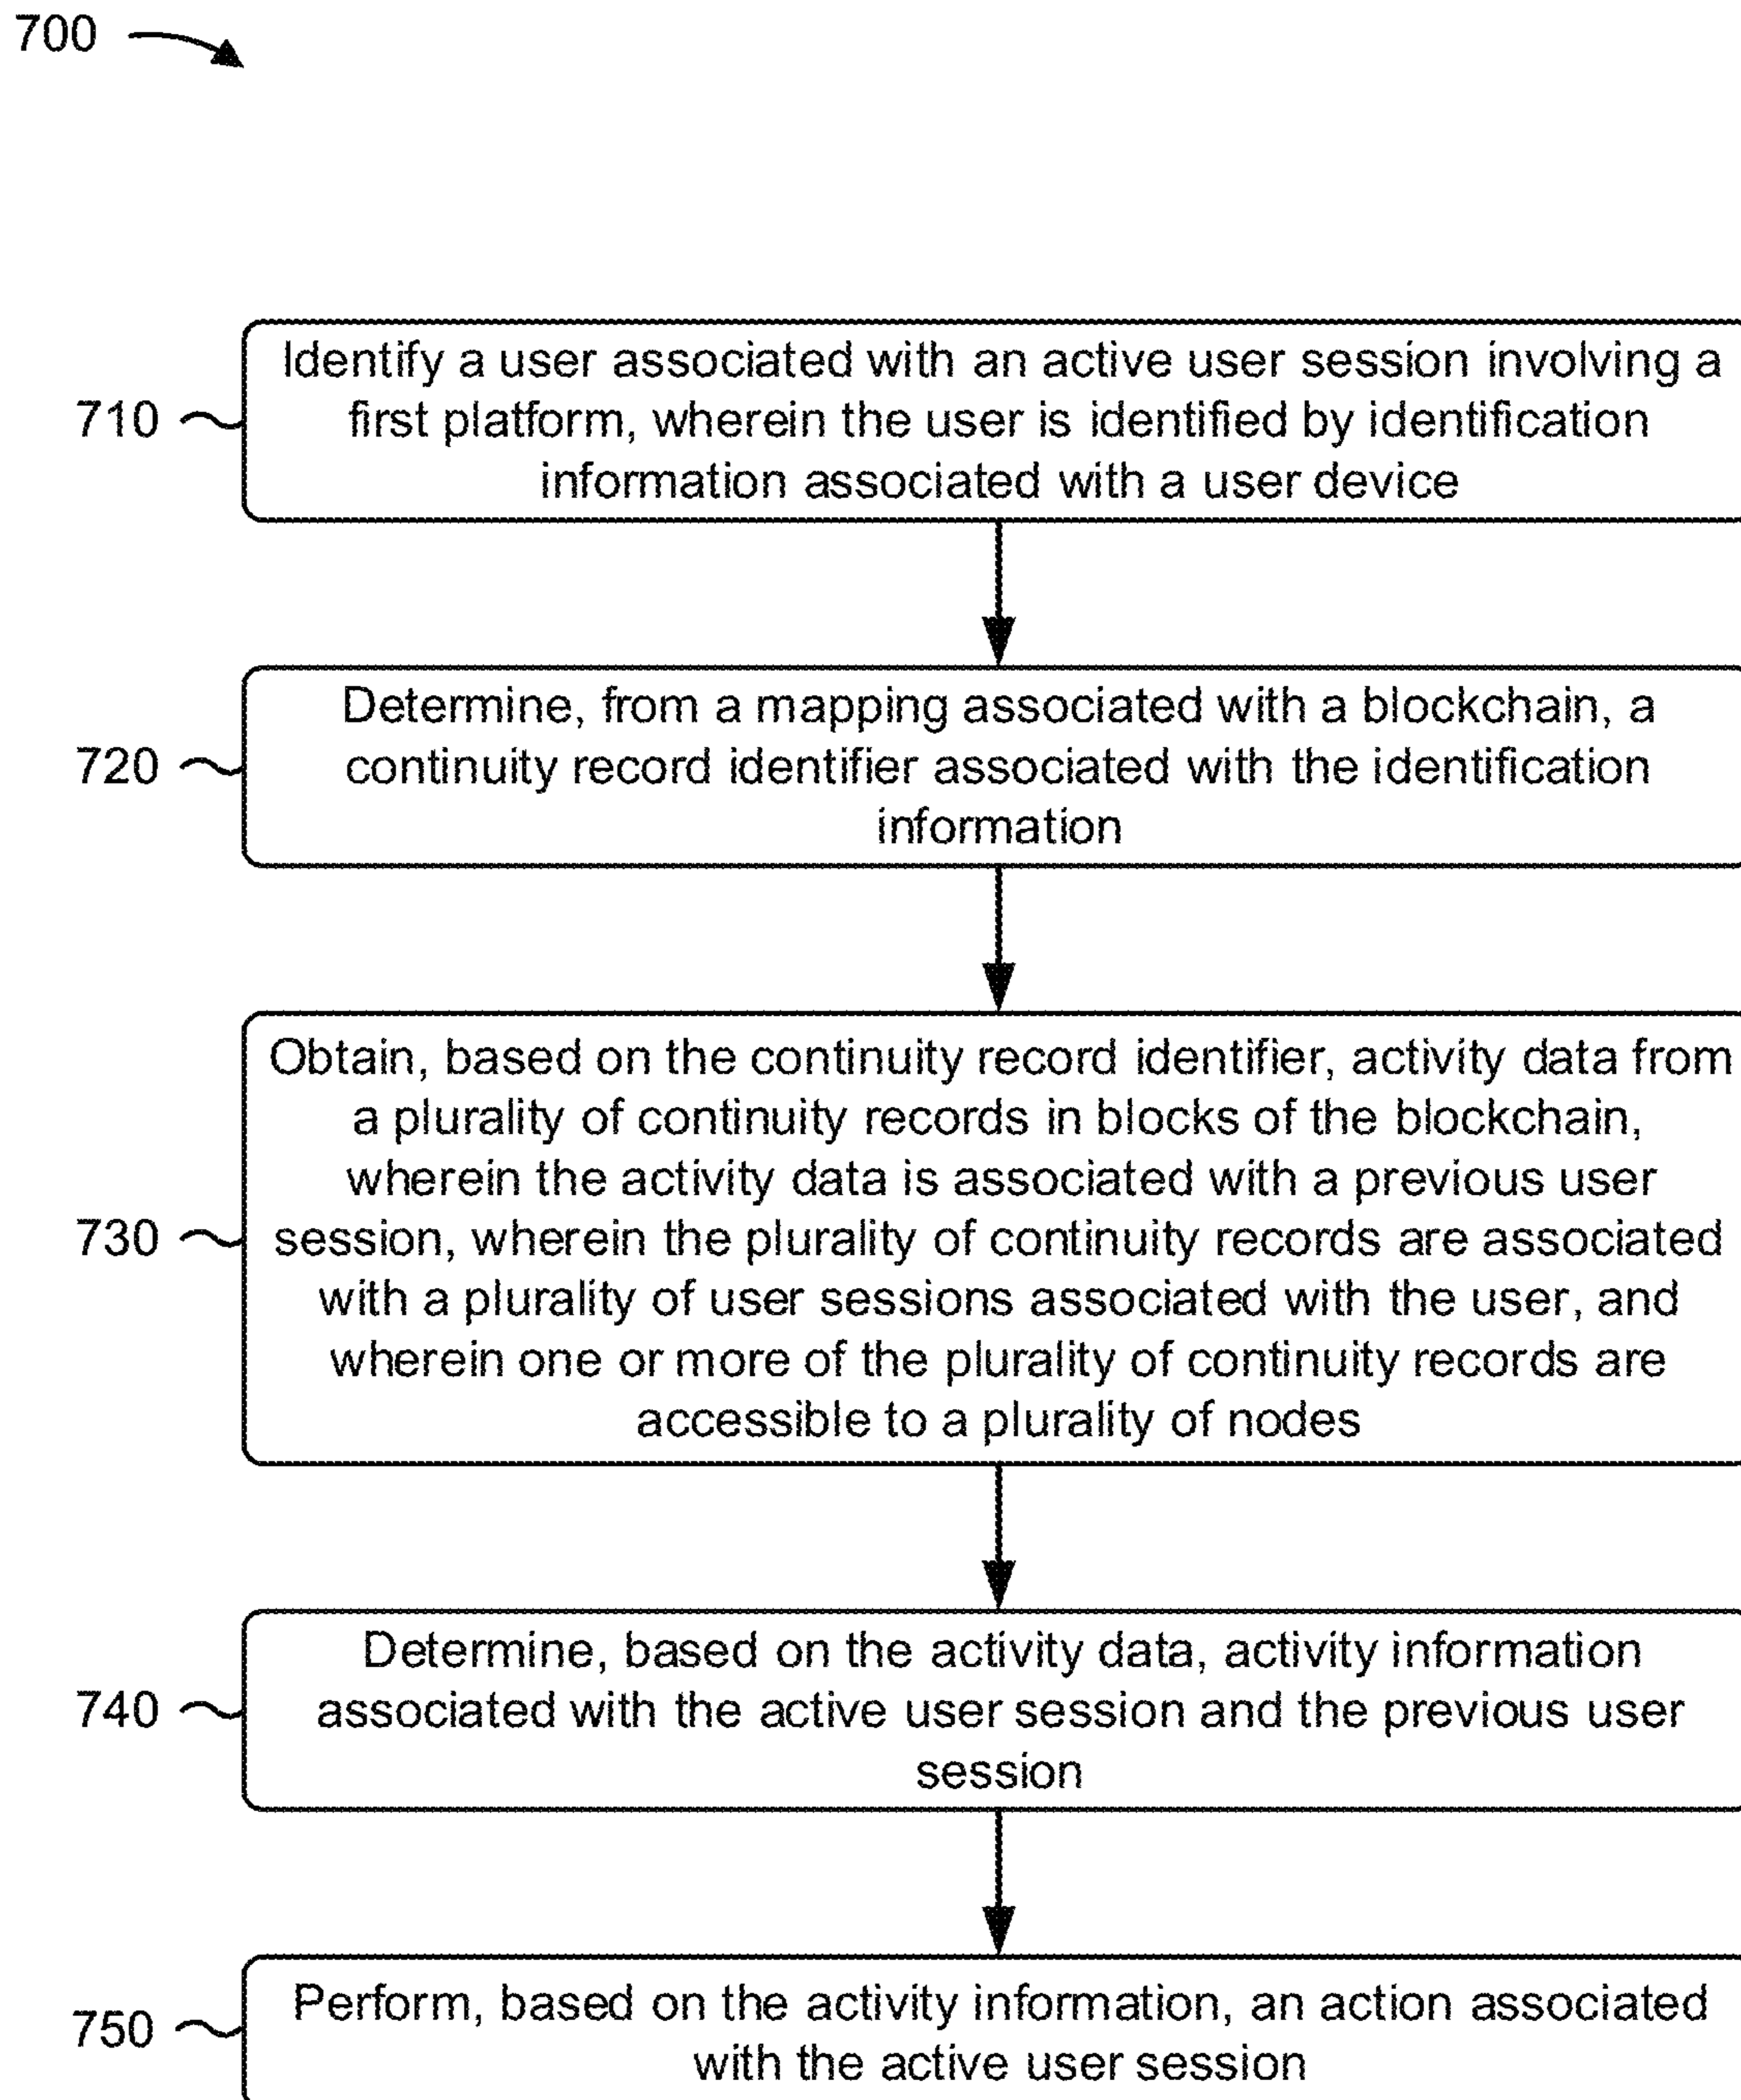 700
Identify a user associated with an active user session involving a
710
first platform, wherein the user is identified by identification
information associated with a user device
Determine, from a mapping associated with a blockchain, a
720
continuity record identifier associated with the identification
information
Obtain, based on the continuity record identifier, activity data from
a plurality of continuity records in blocks of the blockchain,
wherein the activity data is associated with a previous user
730
session, wherein the plurality of continuity records are associated
with a plurality of user sessions associated with the user, and
wherein one or more of the plurality of continuity records are
accessible to a plurality of nodes
Determine, based on the activity data, activity information
740
associated with the active user session and the previous user
session
750
Perform, based on the activity information, an action associated
with the active user session